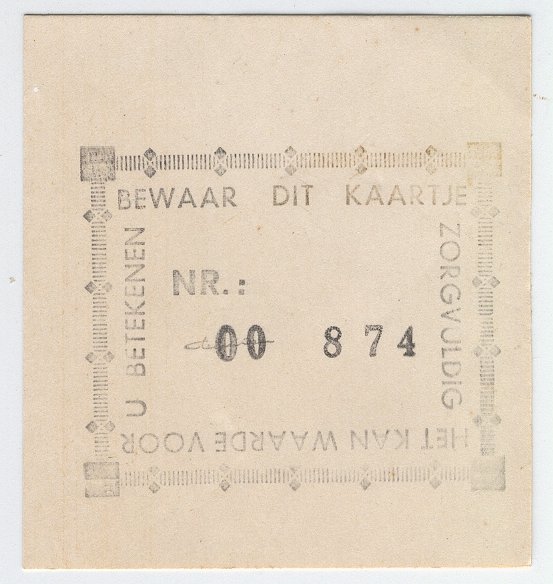 BEWAAR DIT KAARTJE
ZORGVULDIG
HET KAN WAARDE VOOR
U BETEKENEN
NR.:
00 874